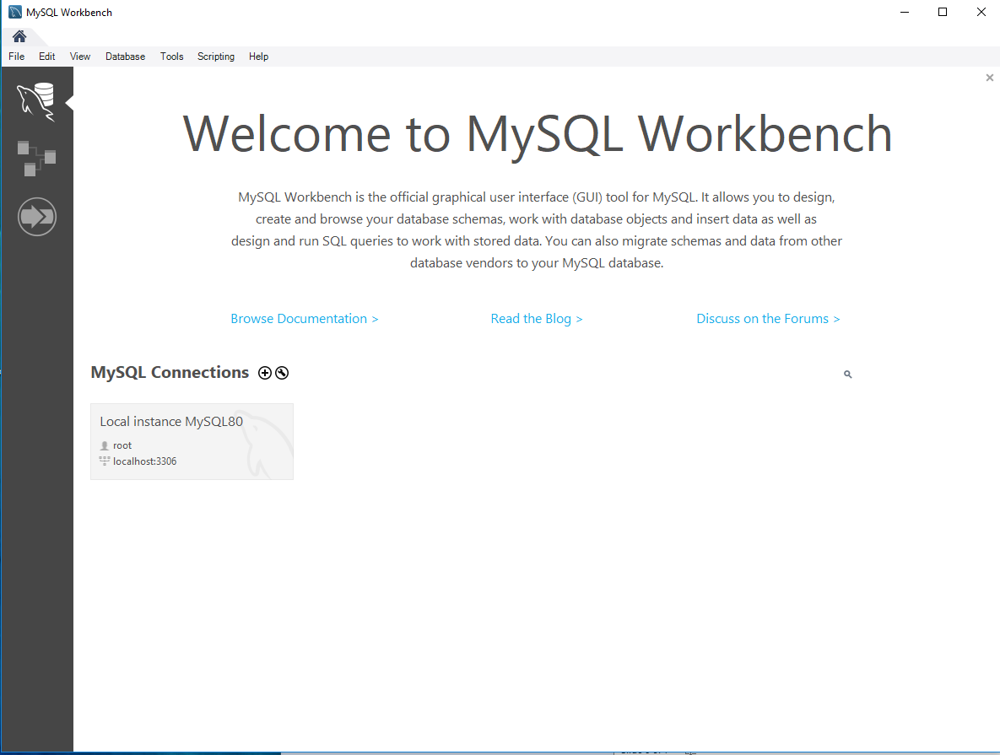 MySQL Workbench
File Edit View Database Tools Scripting Help
Welcome to MySQL Workbench
MySQL Workbench is the official graphical user interface (GUI) tool for MySQL. It allows you to design,
create and browse your database schemas, work with database objects and insert data as well as
design and run SQL queries to work with stored data. You can also migrate schemas and data from other
database vendors to your MySQL database.
Browse Documentation > Read the Blog > Discuss on the Forums >
MySQL Connections
Local instance MySQL80
root
localhost:3306